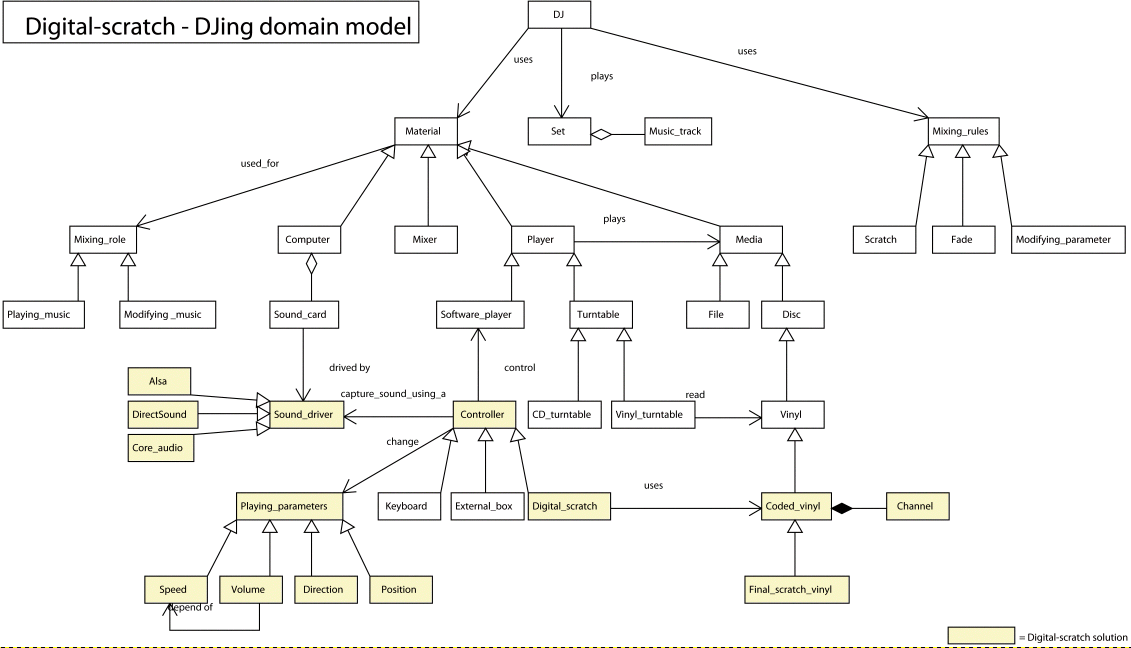 Digital-scratch - DJing domain model
DJ
uses
plays
uses
Material
Set
Music_track
Mixing_rules
used_for
plays
Mixing_role
Computer
Mixer
Player
Media
Scratch
Fade
Modifying_parameter
Playing_music
Modifying _music
Sound_card
Software_player
Turntable
File
Disc
drived by
control
Alsa
capture_sound_using_a
read
DirectSound
Sound_driver
Controller
CD_turntable
Vinyl_turntable
Vinyl
Core_audio
change
uses
Playing_parameters
Keyboard
External_box
Digital_scratch
Coded_vinyl
Channel
Speed
Volume
Direction
Position
Final_scratch_vinyl
depend of
= Digital-scratch solution